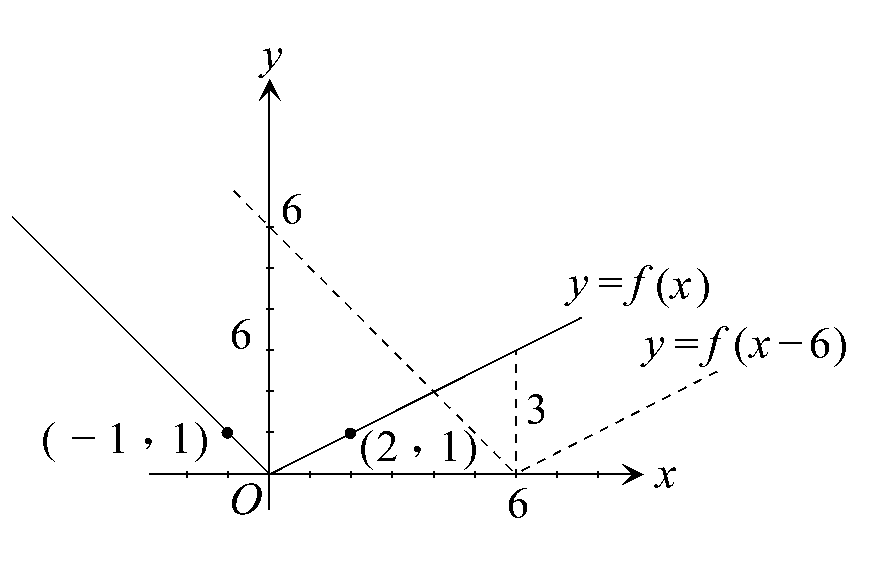 y
6
y=f(x)
6
y=f(x−6)
3
(−1,1)
(2,1)
x
O
6